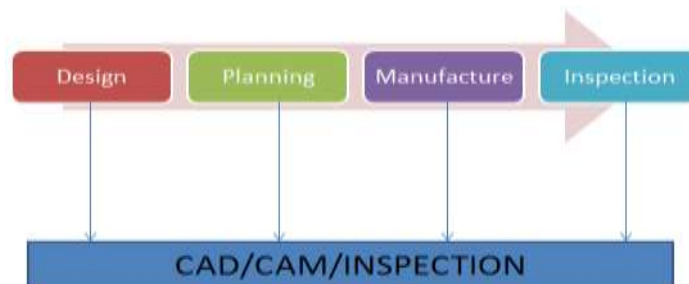 Design
Planning
Manufacture
Inspection
CAD/CAM/INSPECTION